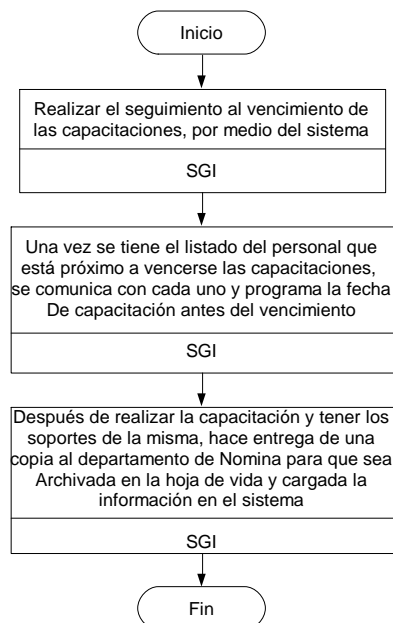 Inicio
Realizar el seguimiento al vencimiento de
las capacitaciones, por medio del sistema
SGI
Una vez se tiene el listado del personal que
está próximo a vencerse las capacitaciones,
se comunica con cada uno y programa la fecha
De capacitación antes del vencimiento
SGI
Después de realizar la capacitación y tener los
soportes de la misma, hace entrega de una
copia al departamento de Nomina para que sea
Archivada en la hoja de vida y cargada la
información en el sistema
SGI
Fin